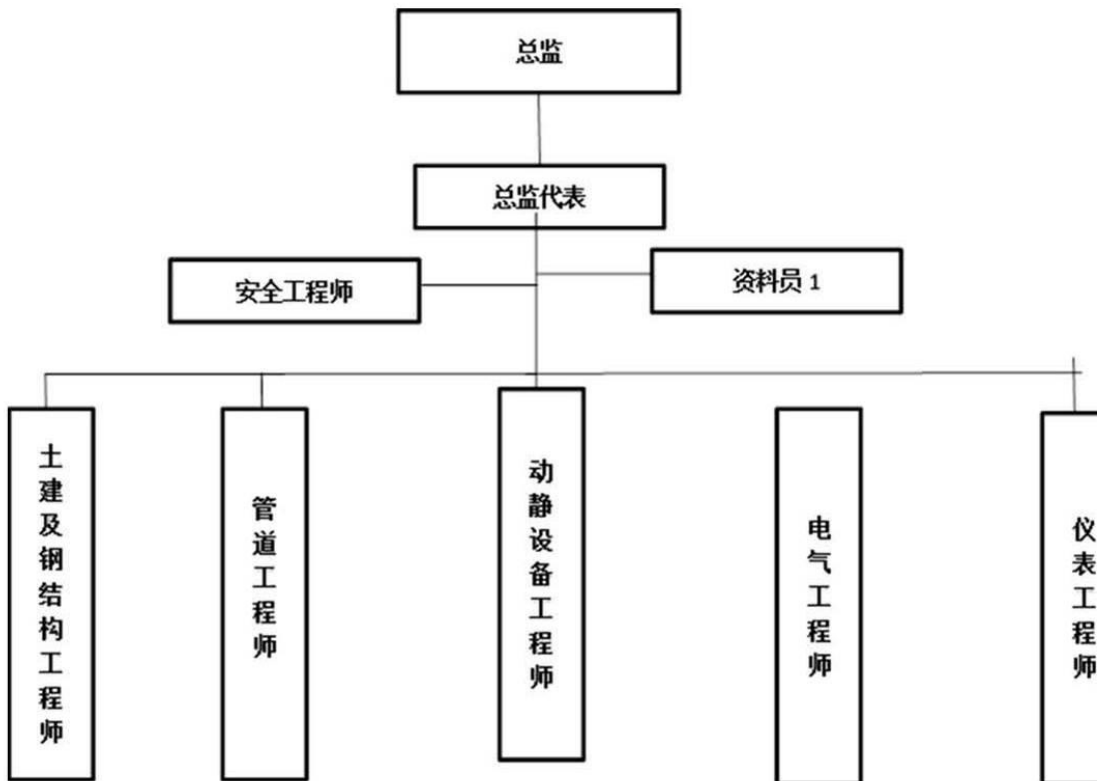 总监
总监代表
安全工程师
资料员 1
土建及钢结构工程师
管道工程师
动静设备工程师
电气工程师
仪表工程师